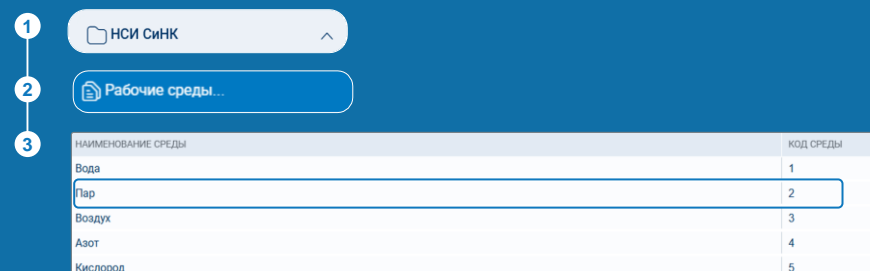 1 НСИ СиНК
2 Рабочие среды...
3
НАИМЕНОВАНИЕ СРЕДЫ КОД СРЕДЫ
Вода 1
Пар 2
Воздух 3
Азот 4
Кислород 5